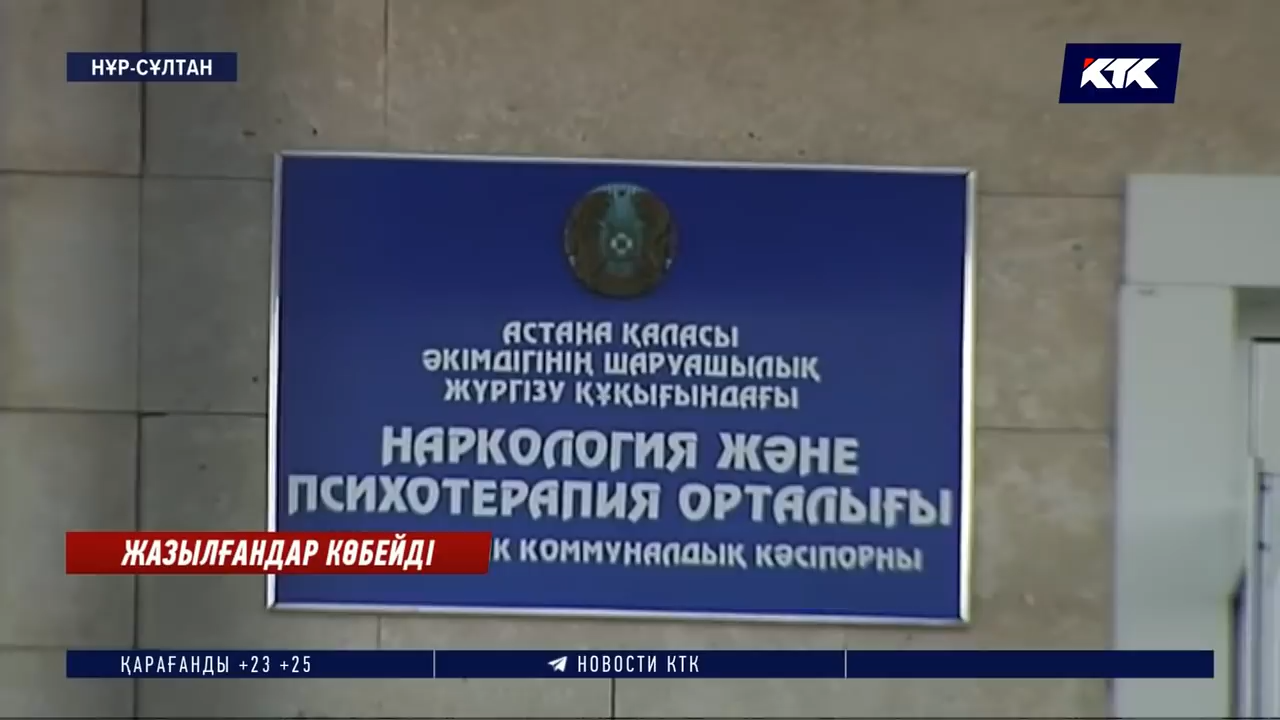 НҰР-СҰЛТАН
КТК
АСТАНА ҚАЛАСЫ
ӘКІМДІГІНІҢ ШАРУАШЫЛЫҚ
ЖҮРГІЗУ ҚҰҚЫҒЫНДАҒЫ
НАРКОЛОГИЯ ЖӘНЕ
ПСИХОТЕРАПИЯ ОРТАЛЫҒЫ
КОММУНАЛДЫҚ КӘСІПОРНЫ
ЖАЗЫЛҒАНДАР КӨБЕЙДІ
ҚАРАҒАНДЫ +23 +25
НОВОСТИ КТК